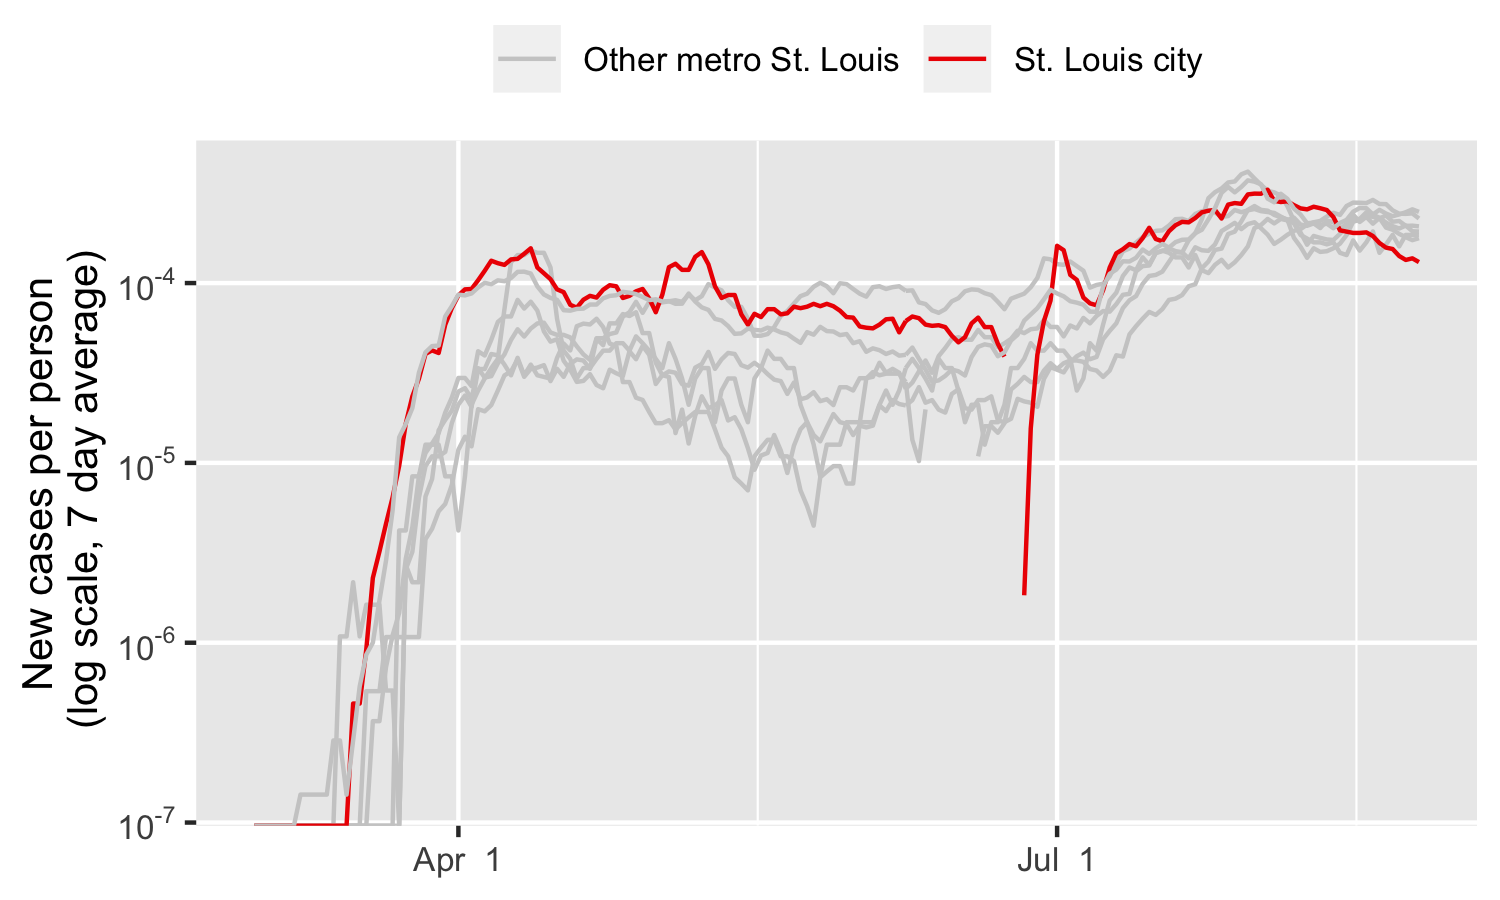 Other metro St. Louis St. Louis city
New cases per person
(log scale, 7 day average)
10-4
10-5
10-6
10-7
Apr 1 Jul 1